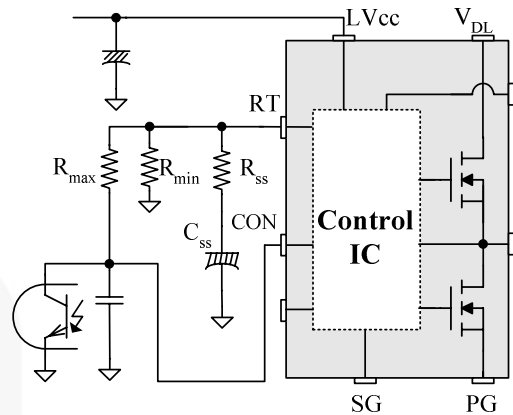 LVcc
V_DL
RT
R_max
R_min
R_ss
C_ss
CON
Control
IC
SG
PG